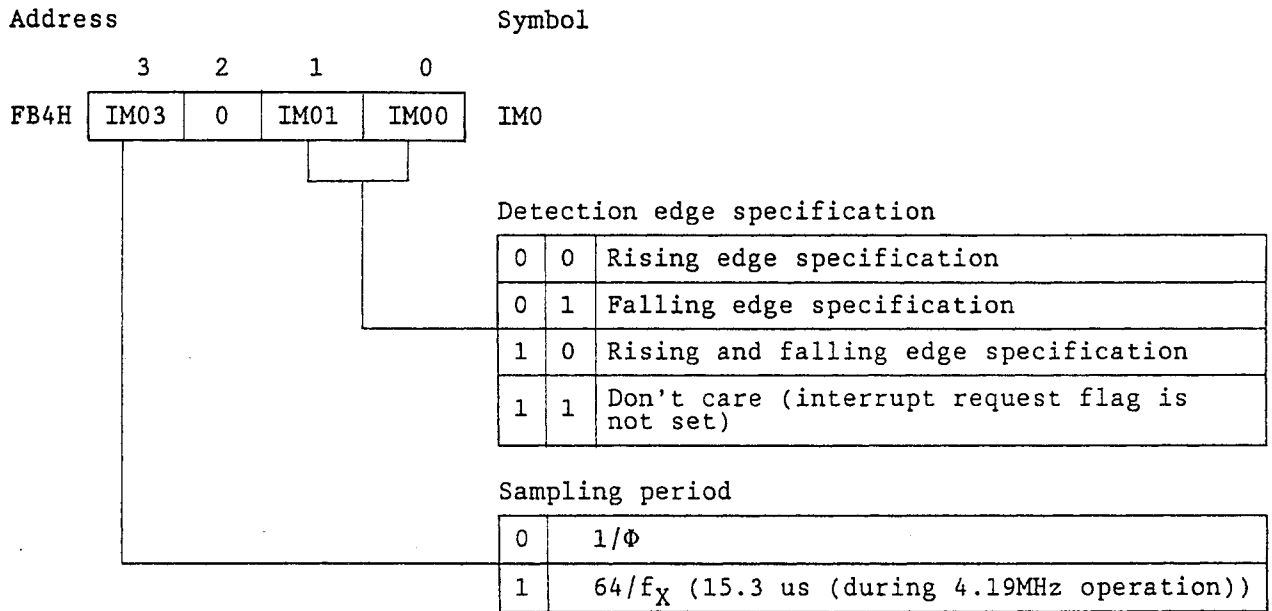 Address Symbol
3 2 1 0
FB4H IM03 0 IM01 IM00 IM0
Detection edge specification
0 0 Rising edge specification
0 1 Falling edge specification
1 0 Rising and falling edge specification
1 1 Don't care (interrupt request flag is
not set)
Sampling period
0 1/Φ
1 64/fX (15.3 us (during 4.19MHz operation))